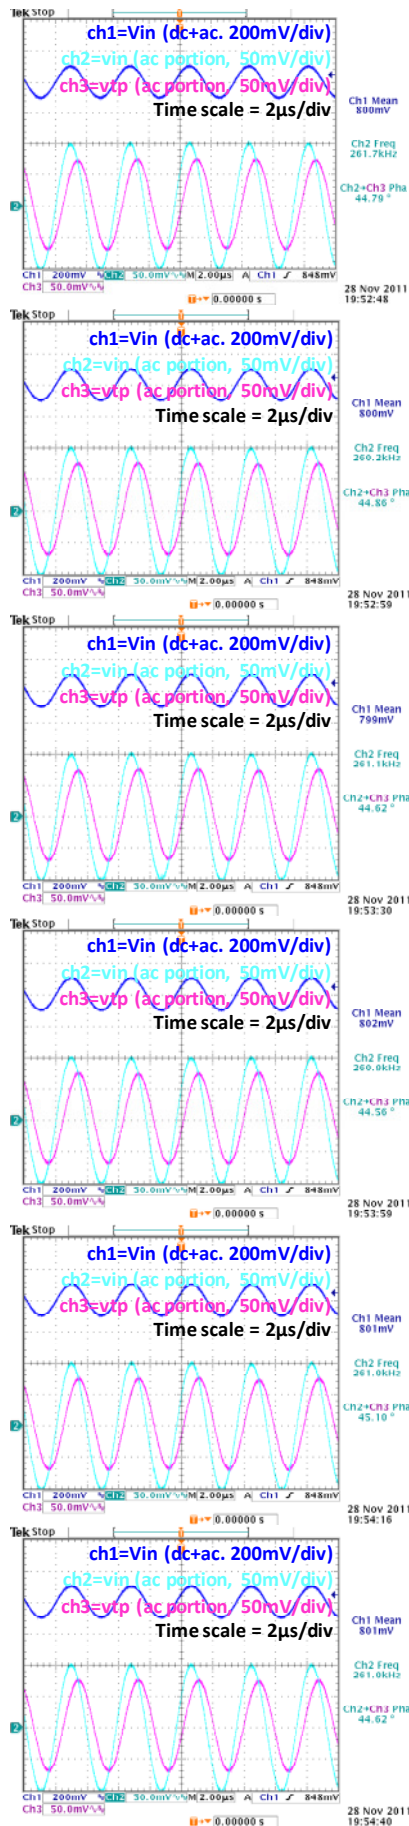 Tek Stop
ch1=Vin (dc+ac. 200mV/div)
ch2=vin (ac portion, 50mV/div)
ch3=vtp (ac portion, 50mV/div)
Time scale = 2µs/div
Ch1 Mean
800mV
Ch2 Freq
261.7kHz
Ch2→Ch3 Pha
44.79 °
2
Ch1 200mV Ch2 50.0mV M 2.00µs A Ch1 848mV
Ch3 50.0mV
0.00000 s
28 Nov 2011
19:52:48
Tek Stop
ch1=Vin (dc+ac. 200mV/div)
ch2=vin (ac portion, 50mV/div)
ch3=vtp (ac portion, 50mV/div)
Time scale = 2µs/div
Ch1 Mean
800mV
Ch2 Freq
260.2kHz
Ch2→Ch3 Pha
44.86 °
2
Ch1 200mV Ch2 50.0mV M 2.00µs A Ch1 848mV
Ch3 50.0mV
0.00000 s
28 Nov 2011
19:52:59
Tek Stop
ch1=Vin (dc+ac. 200mV/div)
ch2=vin (ac portion, 50mV/div)
ch3=vtp (ac portion, 50mV/div)
Time scale = 2µs/div
Ch1 Mean
799mV
Ch2 Freq
261.1kHz
Ch2→Ch3 Pha
44.62 °
2
Ch1 200mV Ch2 50.0mV M 2.00µs A Ch1 848mV
Ch3 50.0mV
0.00000 s
28 Nov 2011
19:53:30
Tek Stop
ch1=Vin (dc+ac. 200mV/div)
ch2=vin (ac portion, 50mV/div)
ch3=vtp (ac portion, 50mV/div)
Time scale = 2µs/div
Ch1 Mean
802mV
Ch2 Freq
260.0kHz
Ch2→Ch3 Pha
44.56 °
2
Ch1 200mV Ch2 50.0mV M 2.00µs A Ch1 848mV
Ch3 50.0mV
0.00000 s
28 Nov 2011
19:53:59
Tek Stop
ch1=Vin (dc+ac. 200mV/div)
ch2=vin (ac portion, 50mV/div)
ch3=vtp (ac portion, 50mV/div)
Time scale = 2µs/div
Ch1 Mean
801mV
Ch2 Freq
261.0kHz
Ch2→Ch3 Pha
45.10 °
2
Ch1 200mV Ch2 50.0mV M 2.00µs A Ch1 848mV
Ch3 50.0mV
0.00000 s
28 Nov 2011
19:54:16
Tek Stop
ch1=Vin (dc+ac. 200mV/div)
ch2=vin (ac portion, 50mV/div)
ch3=vtp (ac portion, 50mV/div)
Time scale = 2µs/div
Ch1 Mean
801mV
Ch2 Freq
261.0kHz
Ch2→Ch3 Pha
44.62 °
2
Ch1 200mV Ch2 50.0mV M 2.00µs A Ch1 848mV
Ch3 50.0mV
0.00000 s
28 Nov 2011
19:54:40